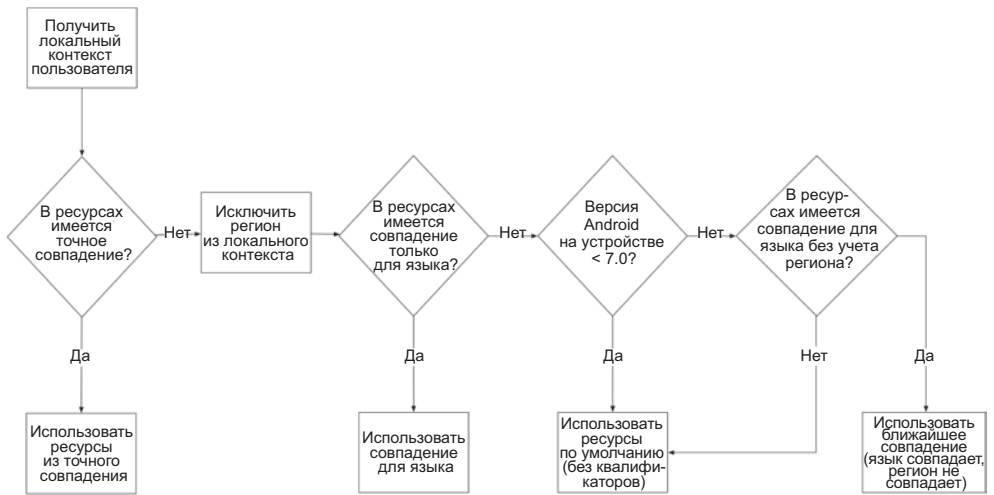 Получить
локальный
контекст
пользователя
В ресурсах
имеется
точное
совпадение?
Нет
Исключить
регион
из локального
контекста
В ресурсах
имеется
совпадение
только
для языка?
Нет
Версия
Android
на устройстве
< 7.0?
Нет
В ресур-
сах имеется
совпадение для
языка без учета
региона?
Да
Да
Да
Нет
Да
Использовать
ресурсы
из точного
совпадения
Использовать
совпадение
для языка
Использовать
ресурсы
по умолчанию
(без квалифи-
каторов)
Использовать
ближайшее
совпадение
(язык совпадает,
регион не
совпадает)